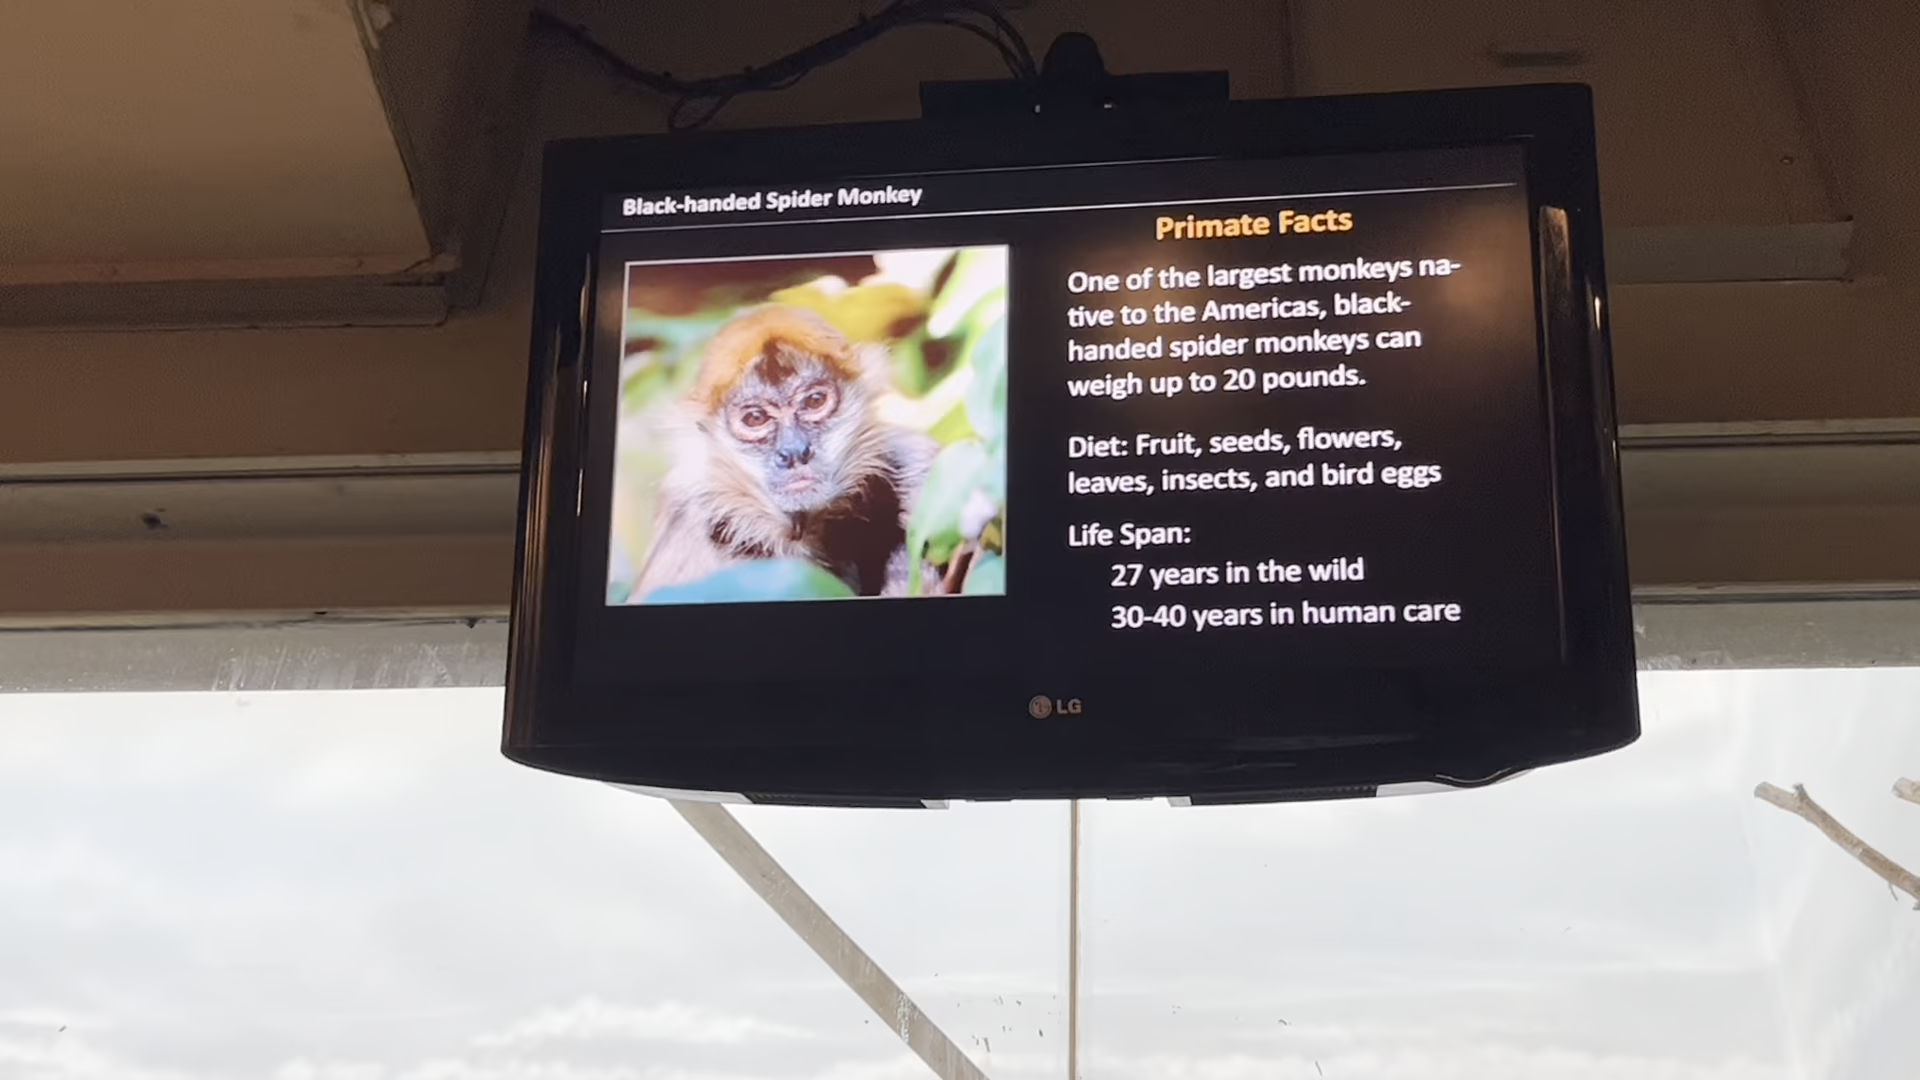 Black-handed Spider Monkey
Primate Facts
One of the largest monkeys na-
tive to the Americas, black-
handed spider monkeys can
weigh up to 20 pounds.
Diet: Fruit, seeds, flowers,
leaves, insects, and bird eggs
Life Span:
27 years in the wild
30-40 years in human care
LG